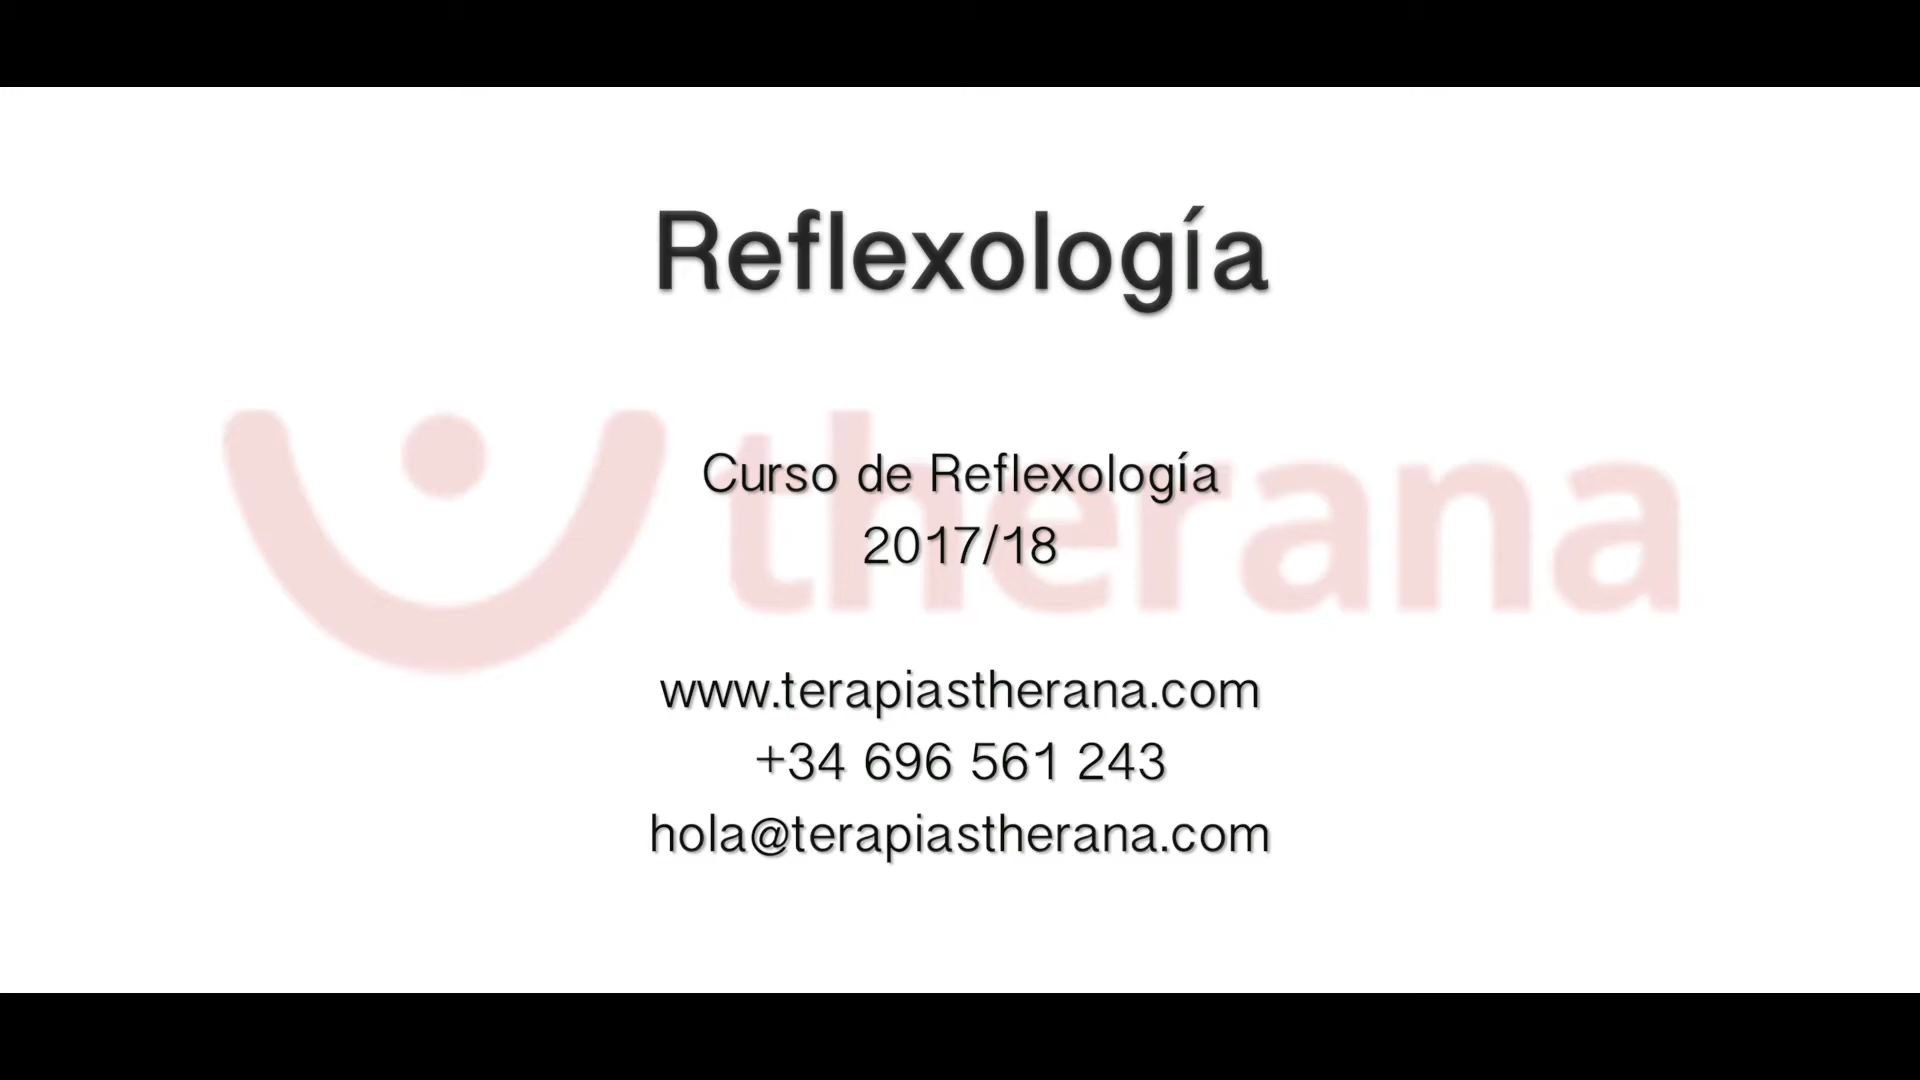 Reflexología
therana
Curso de Reflexología
2017/18
www.terapiastherana.com
+34 696 561 243
hola@terapiastherana.com